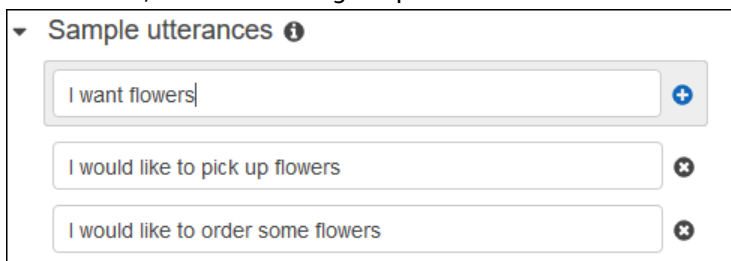 Sample utterances
I want flowers
I would like to pick up flowers
I would like to order some flowers